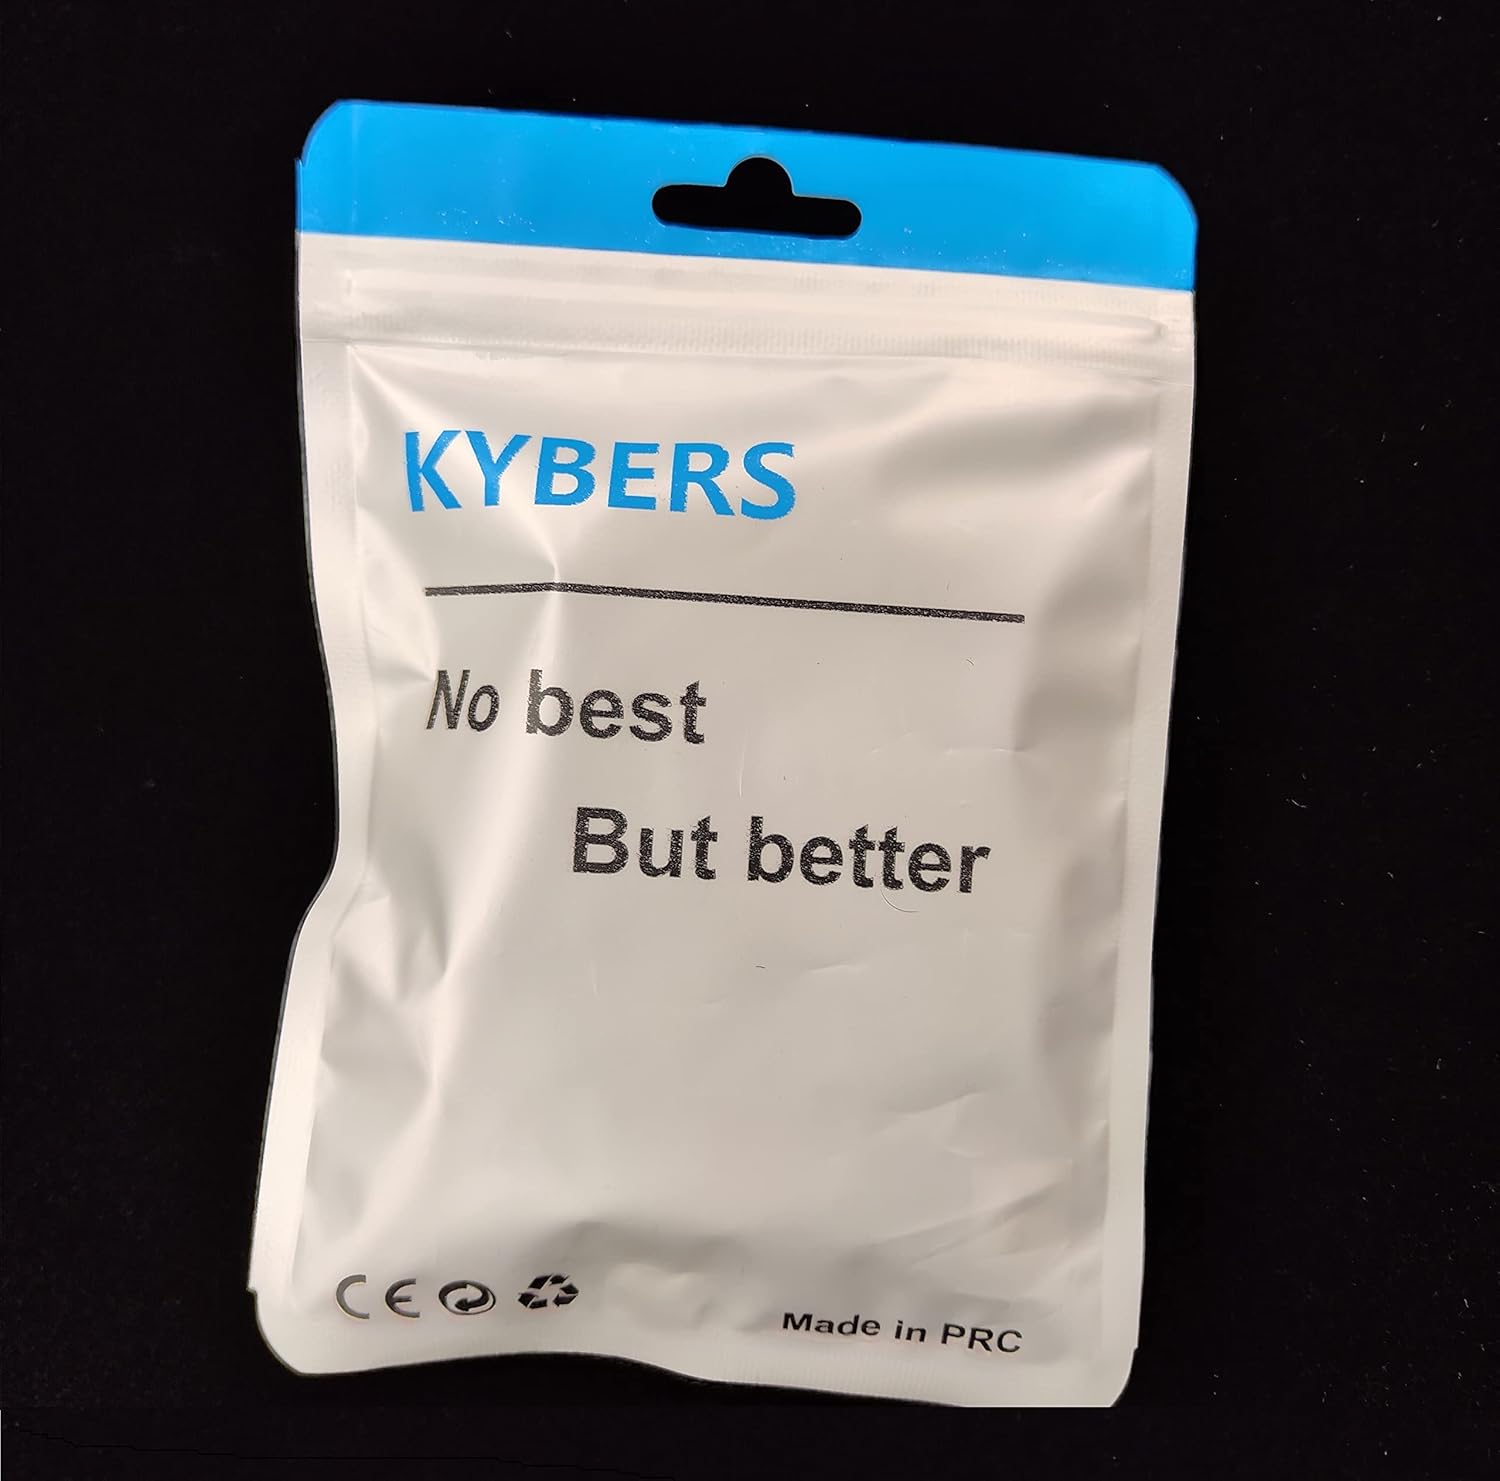 KYBERS
No best
But better
CE
Made in PRC